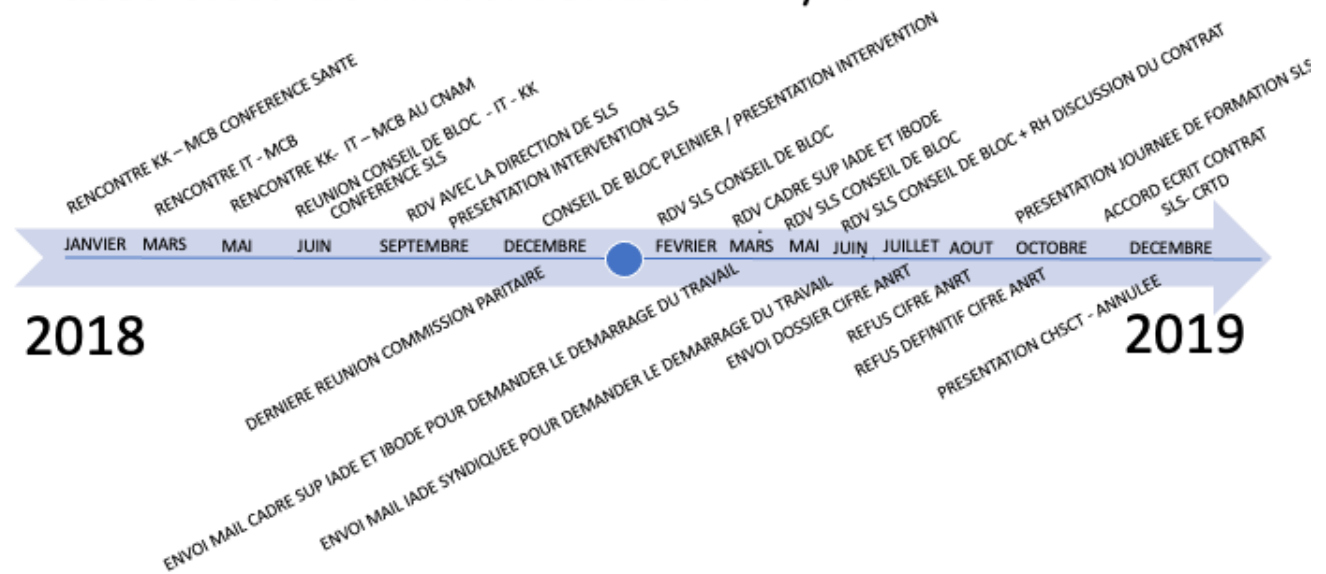 RENCONTRE KK – MCB CONFERENCE SANTE
RENCONTRE IT - MCB
RENCONTRE KK- IT – MCB AU CNAM
REUNION CONSEIL DE BLOC - IT - KK
CONFERENCE SLS
RDV AVEC LA DIRECTION DE SLS
PRESENTATION INTERVENTION SLS
CONSEIL DE BLOC PLEINIER / PRESENTATION INTERVENTION
RDV SLS CONSEIL DE BLOC
RDV CADRE SUP IADE ET IBODE
RDV SLS CONSEIL DE BLOC
RDV SLS CONSEIL DE BLOC + RH DISCUSSION DU CONTRAT
PRESENTATION JOURNEE DE FORMATION SLS
ACCORD ECRIT CONTRAT
SLS- CRTD
JANVIER MARS MAI JUIN SEPTEMBRE DECEMBRE FEVRIER MARS MAI JUIN JUILLET AOUT OCTOBRE DECEMBRE
2018
2019
DERNIERE REUNION COMMISSION PARITAIRE
ENVOI MAIL CADRE SUP IADE ET IBODE POUR DEMANDER LE DEMARRAGE DU TRAVAIL
ENVOI MAIL IADE SYNDIQUEE POUR DEMANDER LE DEMARRAGE DU TRAVAIL
ENVOI DOSSIER CIFRE ANRT
REFUS CIFRE ANRT
REFUS DEFINITIF CIFRE ANRT
PRESENTATION CHSCT - ANNULEE